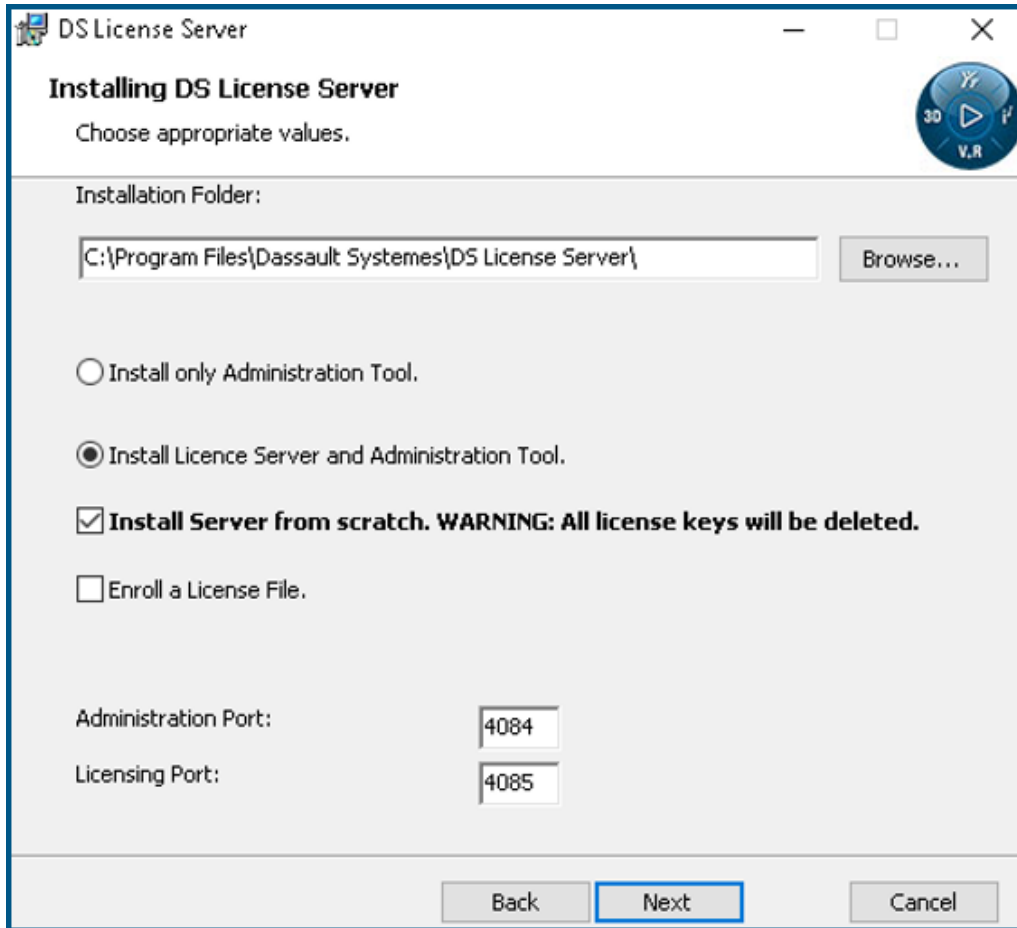 DS License Server
Installing DS License Server
Choose appropriate values.
3D
V.R
Installation Folder:
C:\Program Files\Dassault Systemes\DS License Server\
Browse...
Install only Administration Tool.
Install Licence Server and Administration Tool.
Install Server from scratch. WARNING: All license keys will be deleted.
Enroll a License File.
Administration Port:
4084
Licensing Port:
4085
Back
Next
Cancel